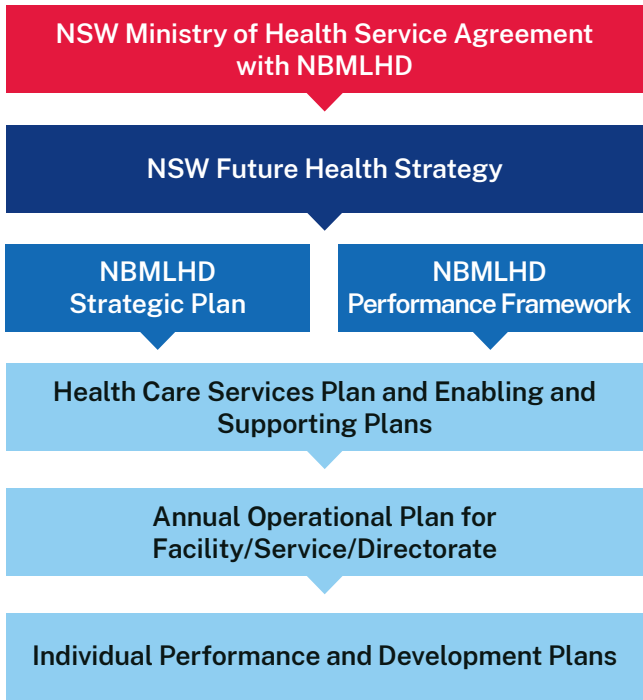 NSW Ministry of Health Service Agreement
with NBMLHD
NSW Future Health Strategy
NBMLHD
Strategic Plan
NBMLHD
Performance Framework
Health Care Services Plan and Enabling and
Supporting Plans
Annual Operational Plan for
Facility/Service/Directorate
Individual Performance and Development Plans